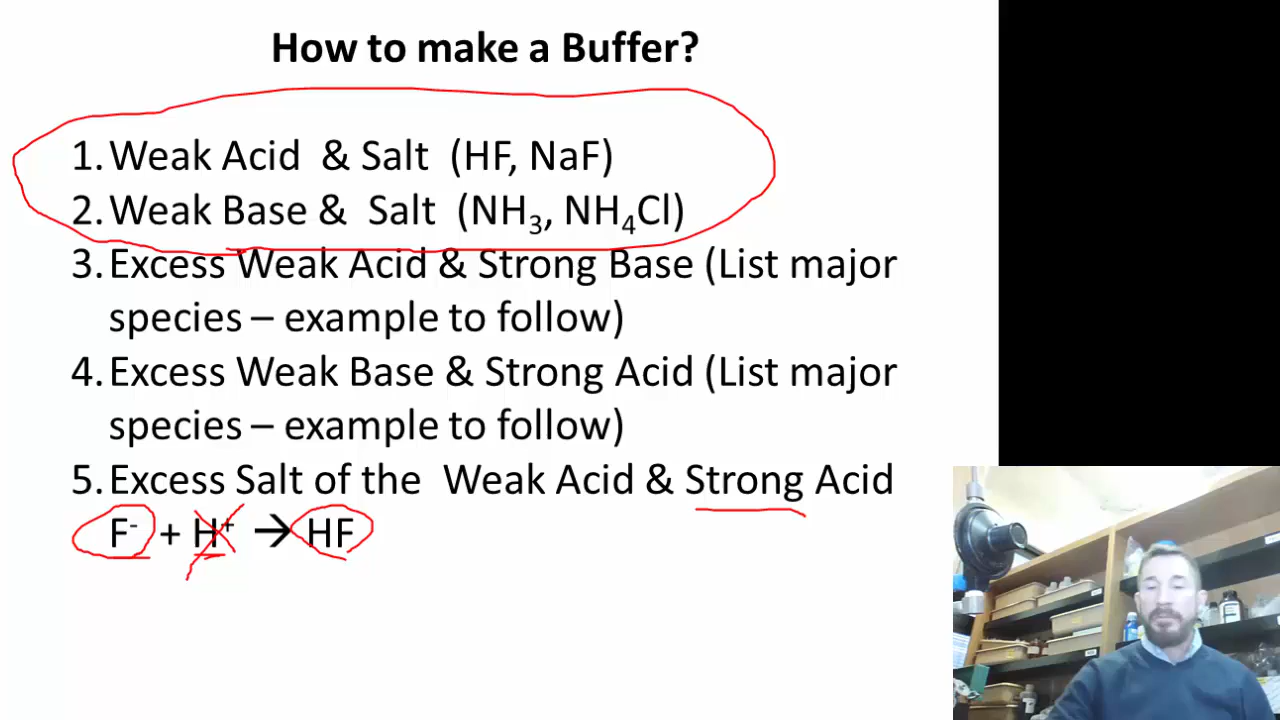 How to make a Buffer?
1. Weak Acid & Salt (HF, NaF)
2. Weak Base & Salt (NH₃, NH₄Cl)
3. Excess Weak Acid & Strong Base (List major
species – example to follow)
4. Excess Weak Base & Strong Acid (List major
species – example to follow)
5. Excess Salt of the Weak Acid & Strong Acid
F⁻ + H⁺ → HF